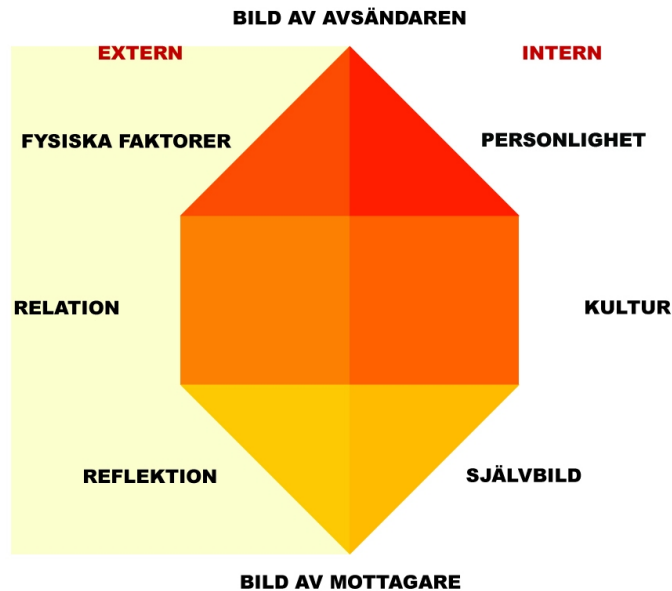 BILD AV AVSÄNDAREN
EXTERN
INTERN
FYSISKA FAKTORER
PERSONLIGHET
RELATION
KULTUR
REFLEKTION
SJÄLVBILD
BILD AV MOTTAGARE